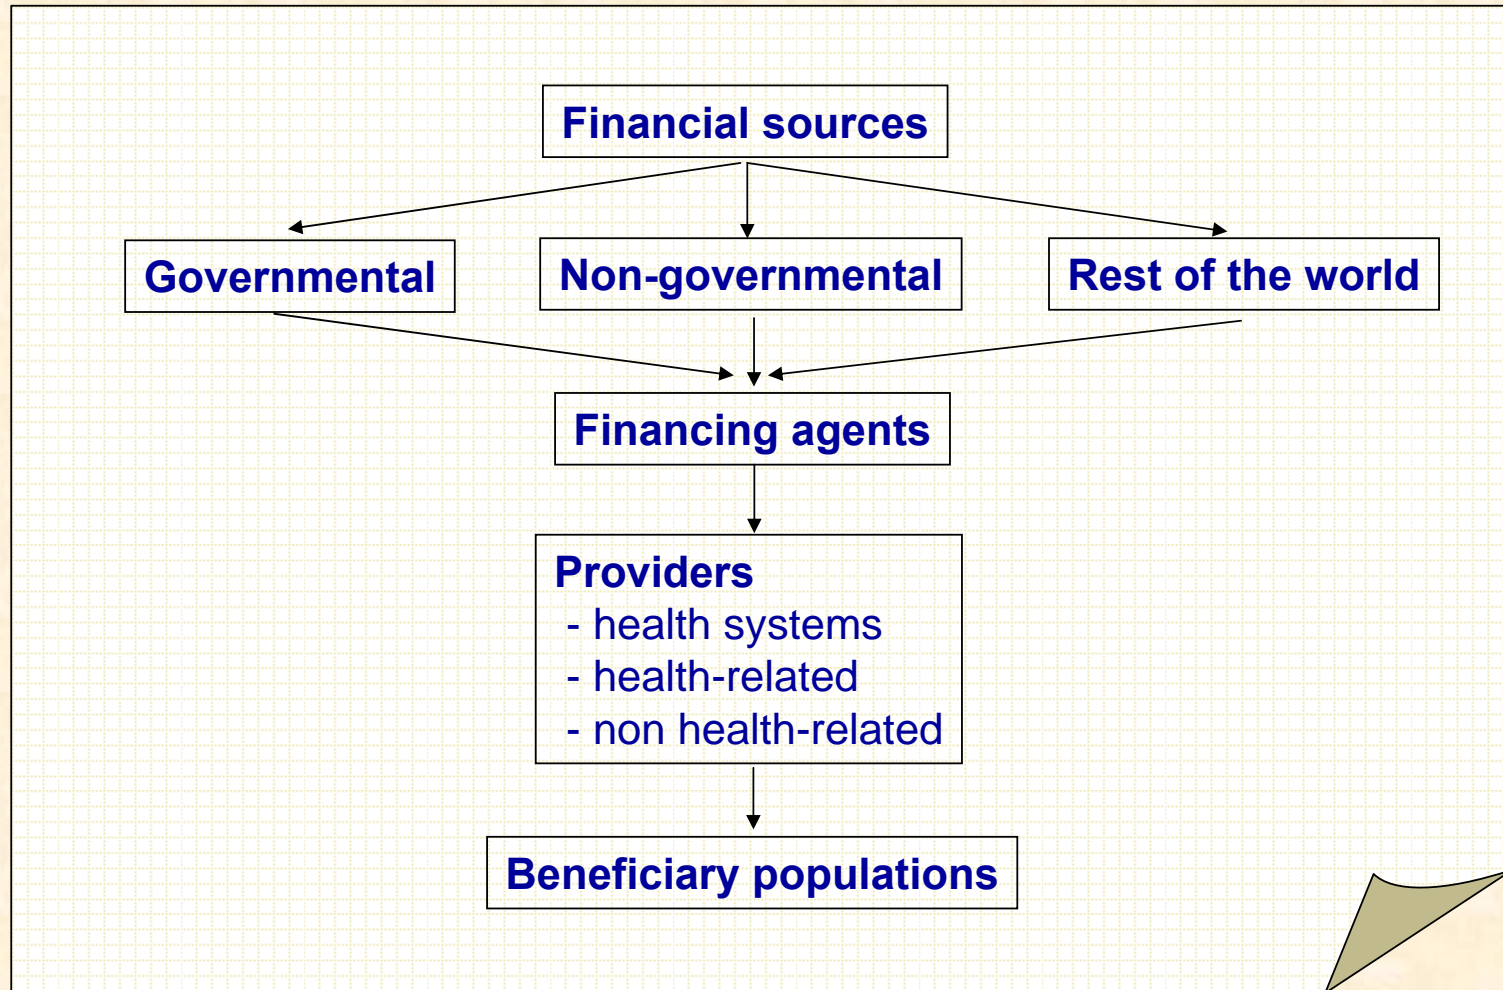 Financial sources
Governmental
Non-governmental
Rest of the world
Financing agents
Providers
- health systems
- health-related
- non health-related
Beneficiary populations